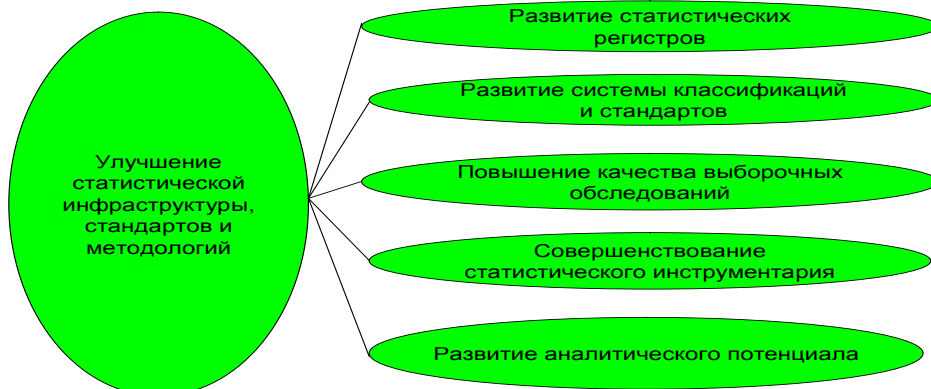 Улучшение
статистической
инфраструктуры,
стандартов и
методологий
Развитие статистических
регистров
Развитие системы классификаций
и стандартов
Повышение качества выборочных
обследований
Совершенствование
статистического инструментария
Развитие аналитического потенциала